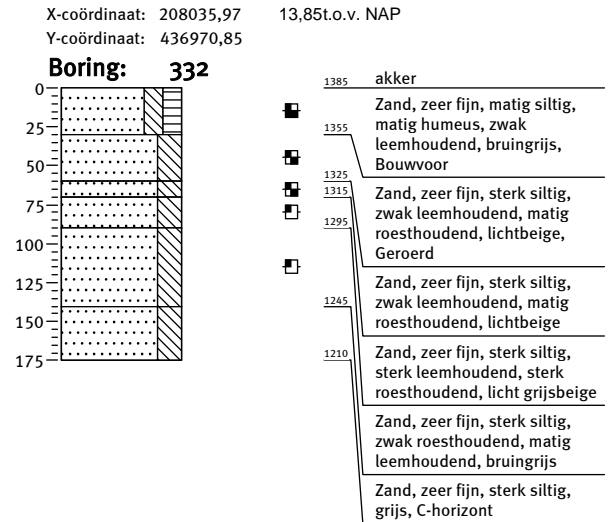 X-coördinaat: 208035,97 13,85t.o.v. NAP
Y-coördinaat: 436970,85
Boring: 332
0
25
50
75
100
125
150
175
1385 akker
Zand, zeer fijn, matig siltig,
matig humeus, zwak
leemhoudend, bruingrijs,
Bouwvoor
1355
Zand, zeer fijn, sterk siltig,
zwak leemhoudend, matig
roesthoudend, lichtbeige,
Geroerd
1325
Zand, zeer fijn, sterk siltig,
zwak leemhoudend, matig
roesthoudend, lichtbeige
1315
Zand, zeer fijn, sterk siltig,
sterk leemhoudend, sterk
roesthoudend, licht grijsbeige
1295
Zand, zeer fijn, sterk siltig,
zwak roesthoudend, matig
leemhoudend, bruingrijs
1245
Zand, zeer fijn, sterk siltig,
grijs, C-horizont
1210